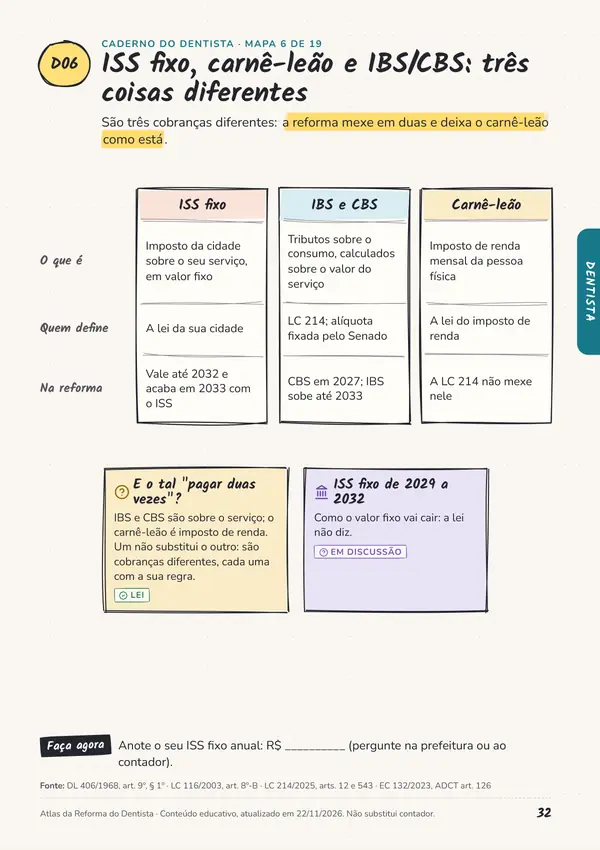 CADERNO DO DENTISTA · MAPA 6 DE 19
D06
ISS fixo, carnê-leão e IBS/CBS: três
coisas diferentes
São três cobranças diferentes: a reforma mexe em duas e deixa o carnê-leão
como está.
ISS fixo
IBS e CBS
Carnê-leão
O que é
Imposto da cidade
sobre o seu serviço,
em valor fixo
Tributos sobre o
consumo, calculados
sobre o valor do
serviço
Imposto de renda
mensal da pessoa
física
Quem define
A lei da sua cidade
LC 214; alíquota
fixada pelo Senado
A lei do imposto de
renda
Na reforma
Vale até 2032 e
acaba em 2033 com
o ISS
CBS em 2027; IBS
sobe até 2033
A LC 214 não mexe
nele
DENTISTA
E o tal "pagar duas
vezes"?
IBS e CBS são sobre o serviço; o
carnê-leão é imposto de renda.
Um não substitui o outro: são
cobranças diferentes, cada uma
com a sua regra.
LEI
ISS fixo de 2029 a
2032
Como o valor fixo vai cair: a lei
não diz.
EM DISCUSSÃO
Faça agora
Anote o seu ISS fixo anual: R$ __________ (pergunte na prefeitura ou ao
contador).
Fonte: DL 406/1968, art. 9º, § 1º · LC 116/2003, art. 8º-B · LC 214/2025, arts. 12 e 543 · EC 132/2023, ADCT art. 126
Atlas da Reforma do Dentista · Conteúdo educativo, atualizado em 22/11/2026. Não substitui contador.
32